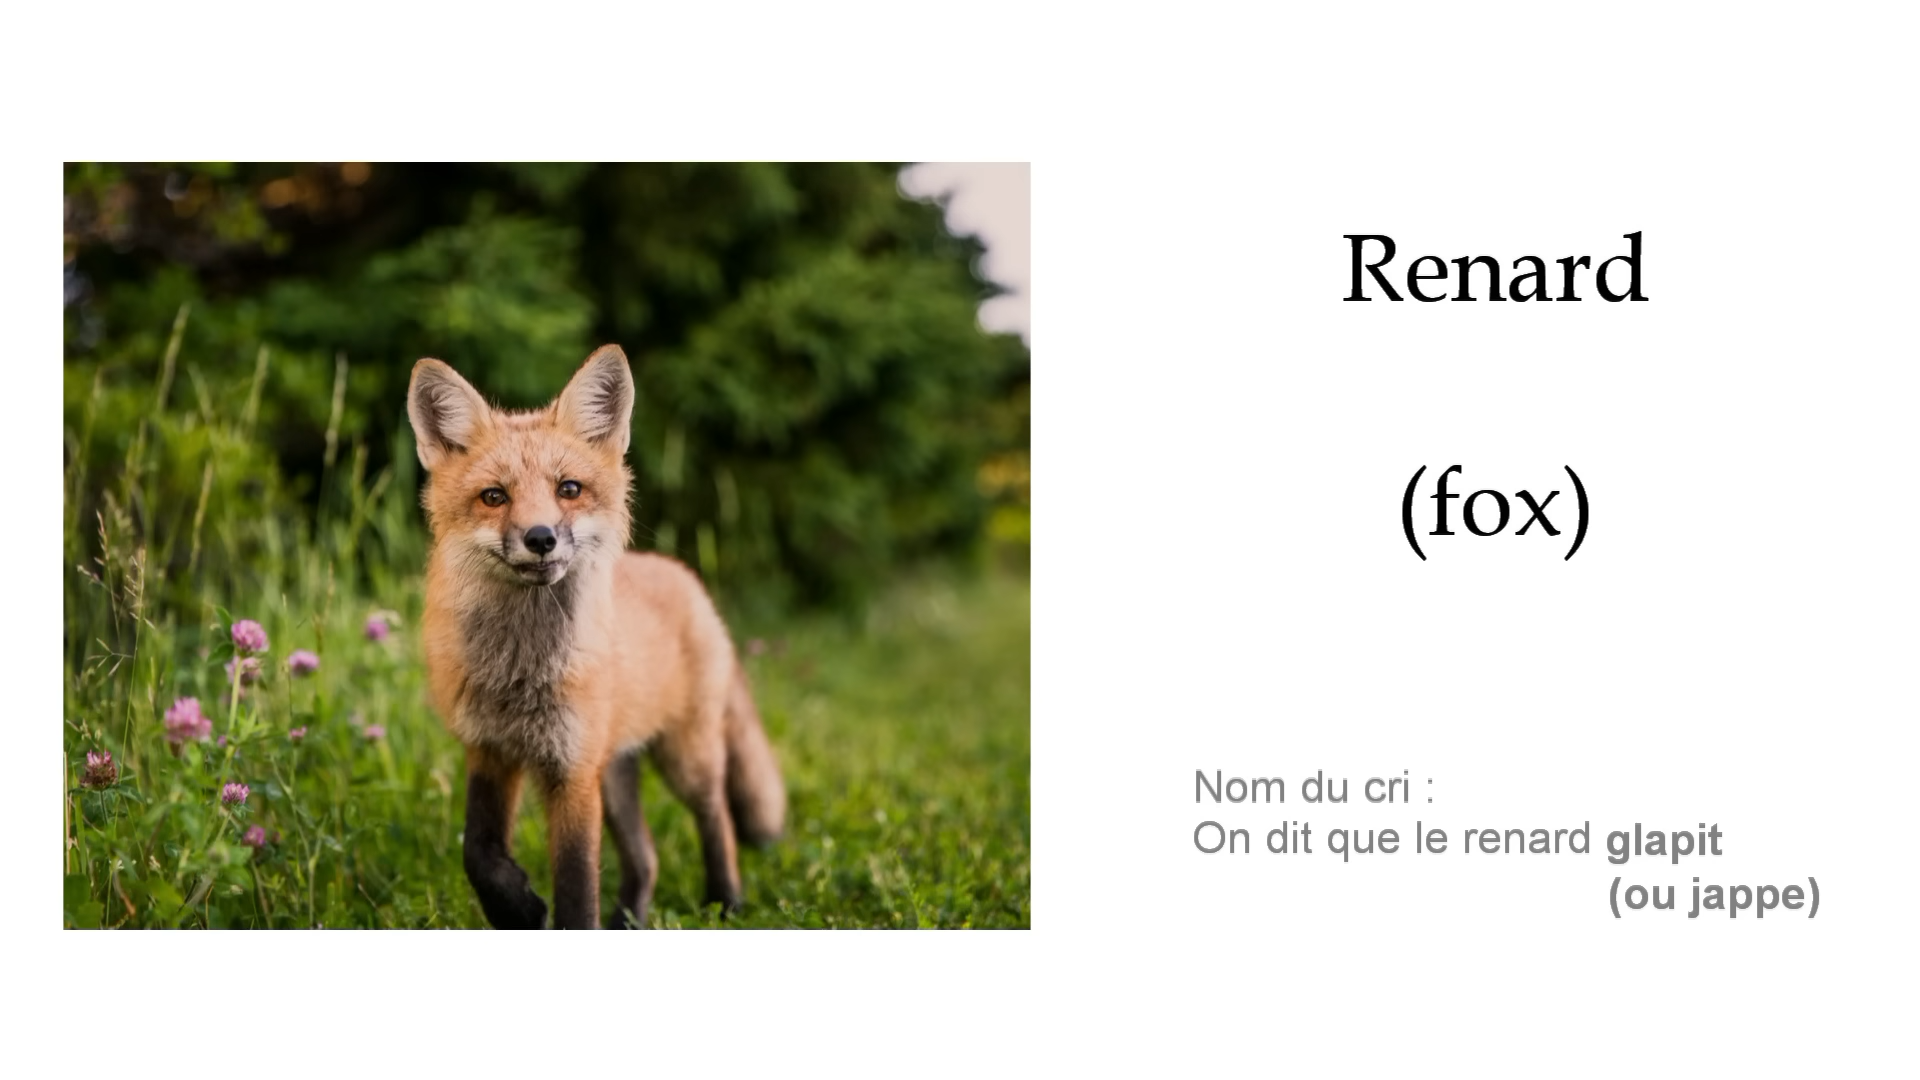 Renard
(fox)
Nom du cri :
On dit que le renard glapit
(ou jappe)